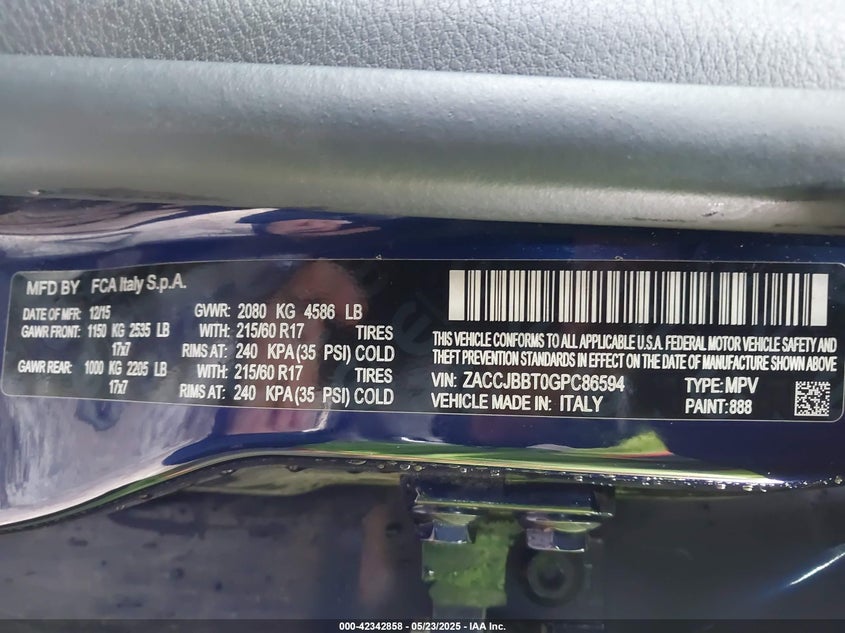 MFD BY FCA Italy S.p.A.
DATE OF MFR: 12/15 GVWR: 2080 KG 4586 LB
GAWR FRONT: 1150 KG 2535 LB WITH: 215/60 R17 TIRES
17x7 RIMS AT: 240 KPA (35 PSI) COLD
GAWR REAR: 1000 KG 2205 LB WITH: 215/60 R17 TIRES
17x7 RIMS AT: 240 KPA (35 PSI) COLD
THIS VEHICLE CONFORMS TO ALL APPLICABLE U.S.A. FEDERAL MOTOR VEHICLE SAFETY AND
THEFT PREVENTION STANDARDS IN EFFECT ON THE DATE OF MANUFACTURE SHOWN ABOVE
VIN: ZACCJBBT0GPC86594 TYPE: MPV
VEHICLE MADE IN: ITALY PAINT: 888
000-42342858 - 05/23/2025 - IAA Inc.